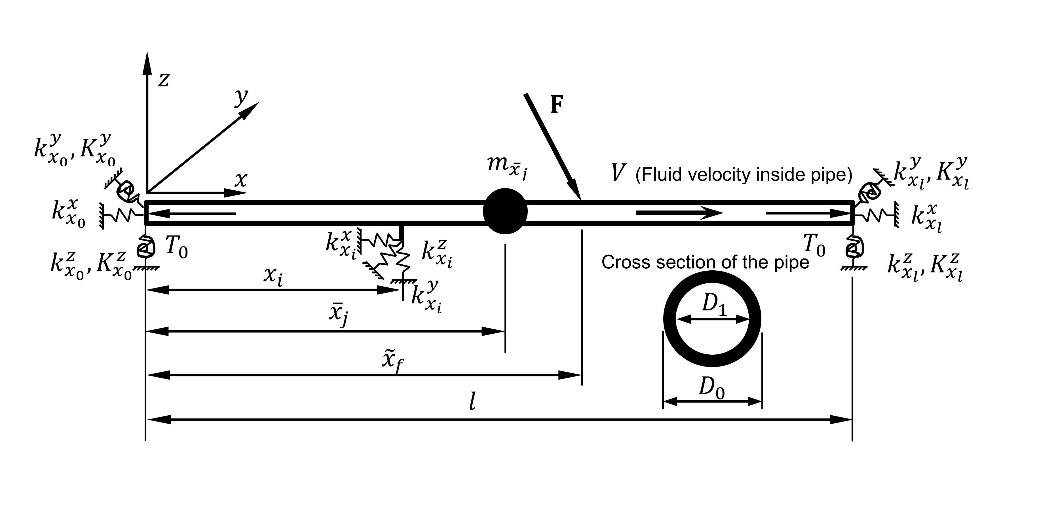 z
y
k_{x_0}^y, K_{x_0}^y
x
k_{x_0}^x
T_0
k_{x_0}^z, K_{x_0}^z
F
m_{\bar{x}_j}
V (Fluid velocity inside pipe)
k_{x_l}^y, K_{x_l}^y
k_{x_l}^x
T_0
k_{x_l}^z, K_{x_l}^z
k_{x_i}^x
k_{x_i}^z
k_{x_i}^y
x_i
\bar{x}_j
\tilde{x}_f
l
Cross section of the pipe
D_1
D_0